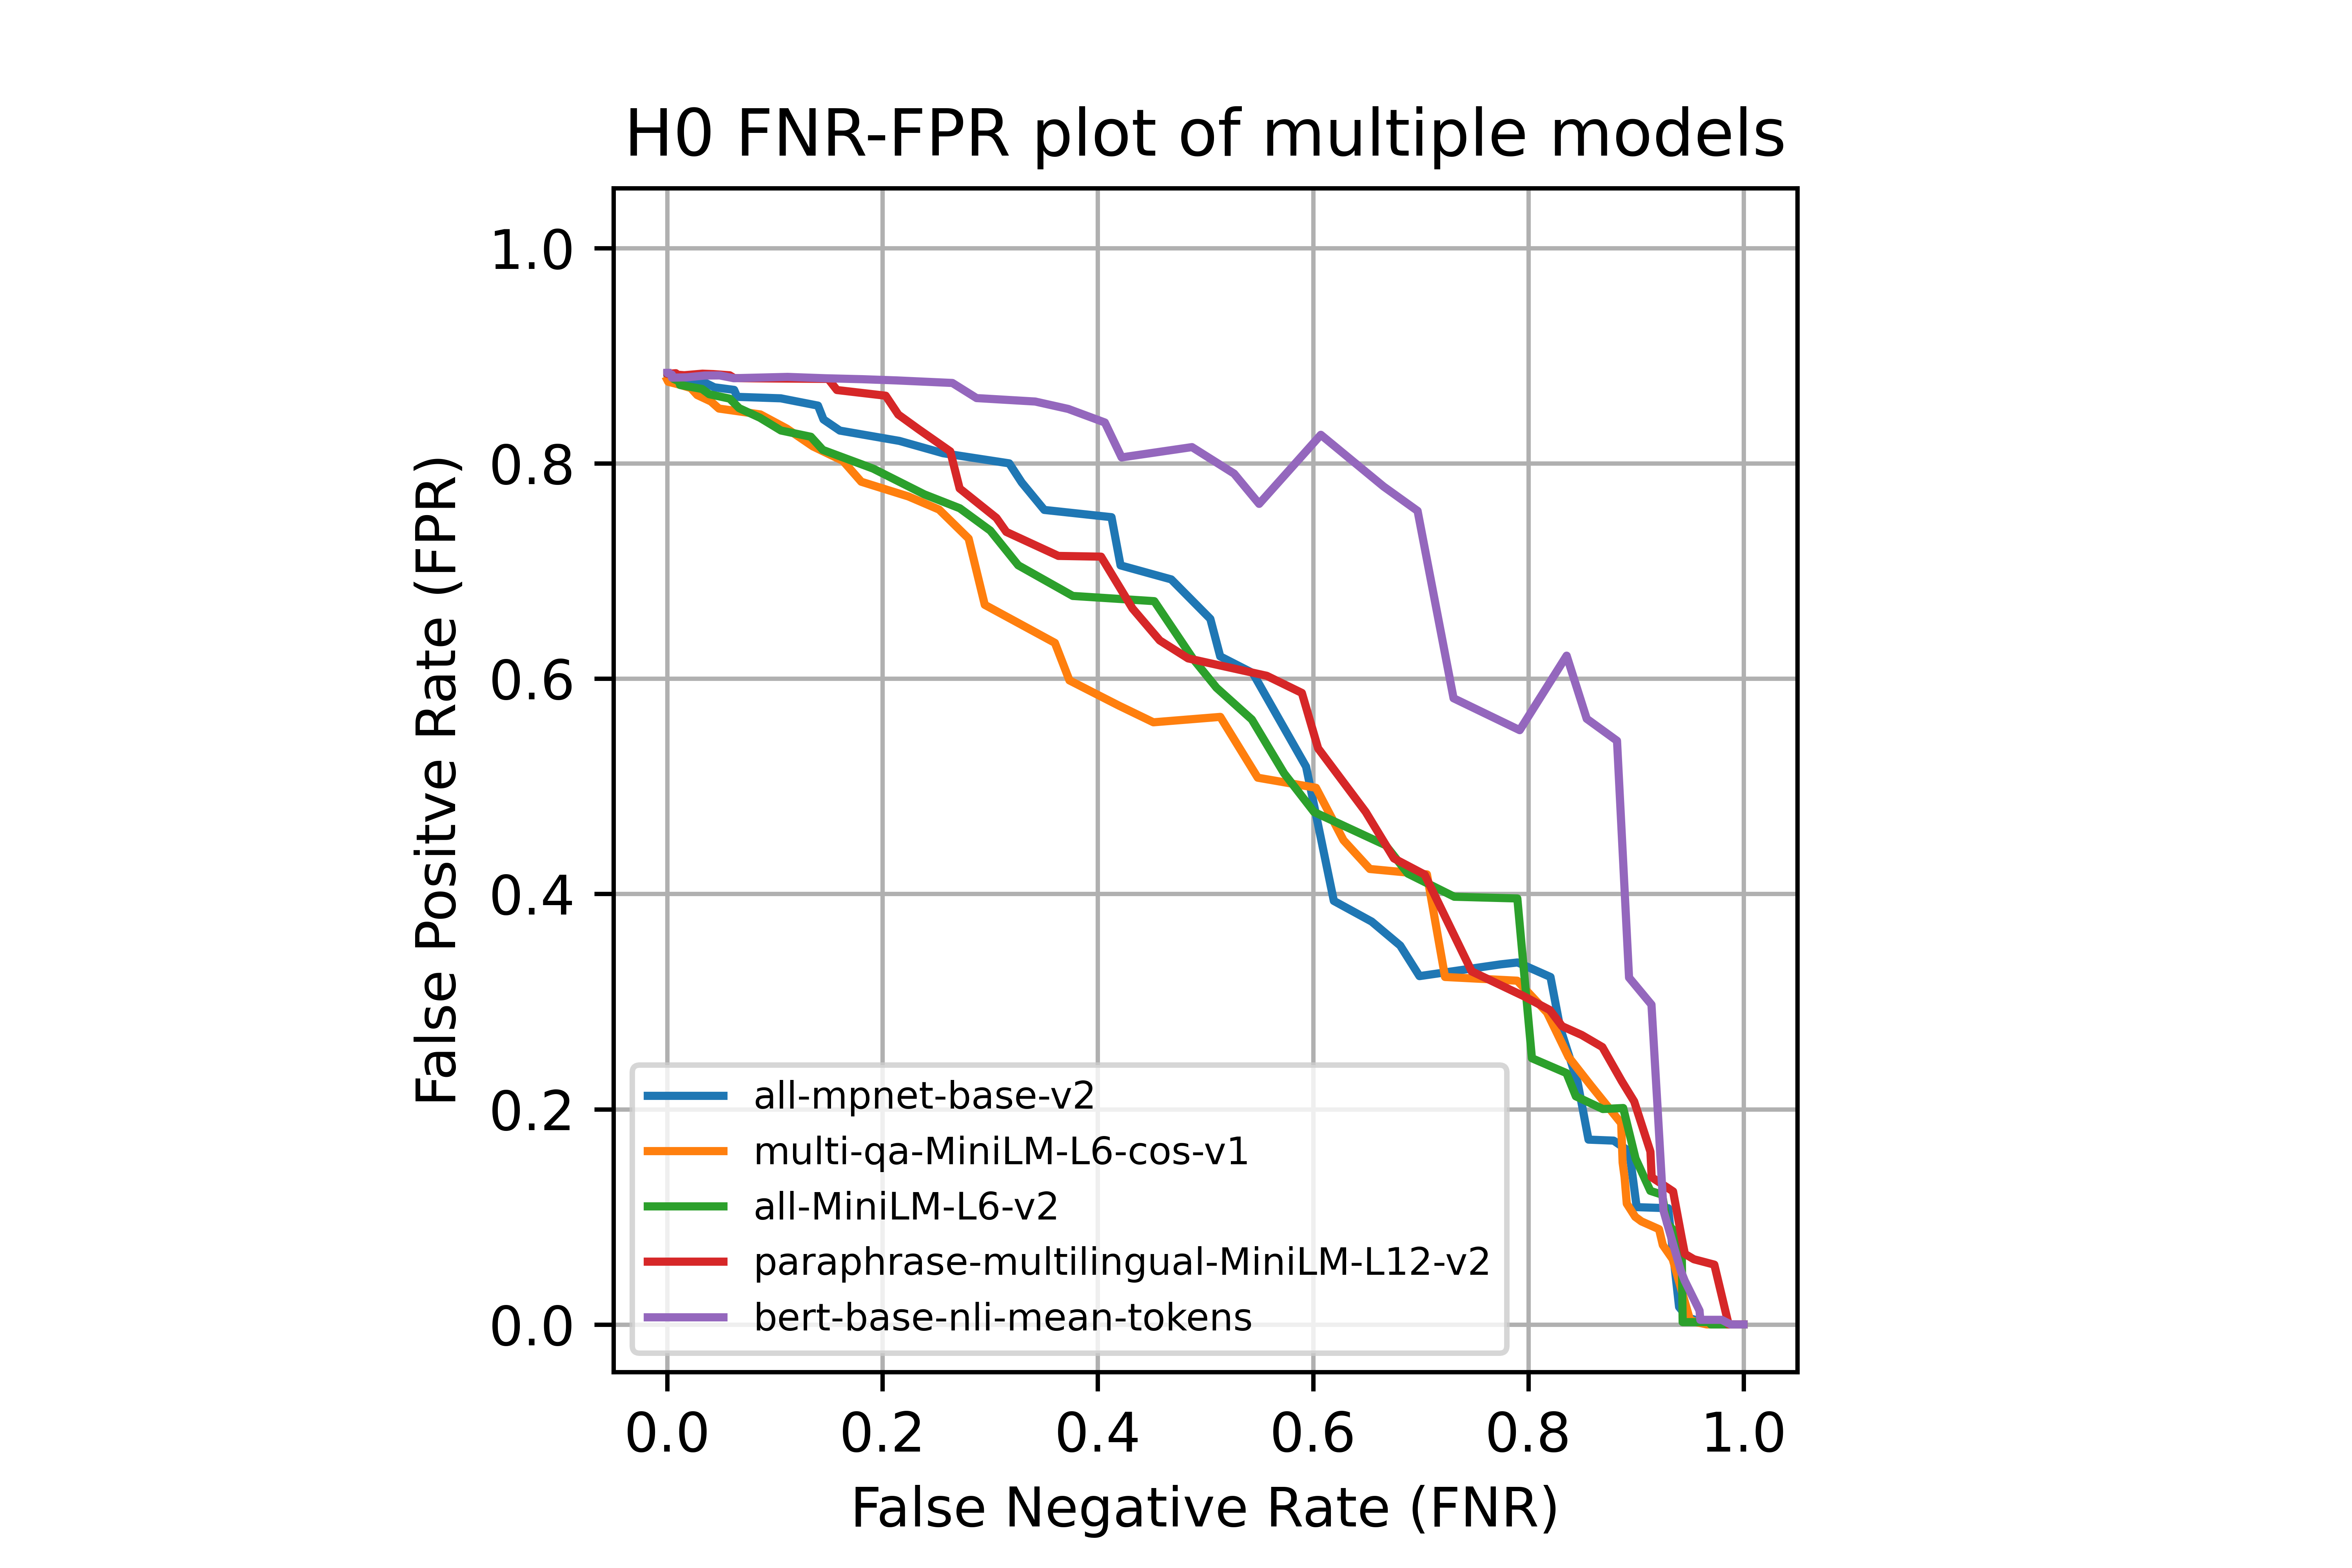 H0 FNR-FPR plot of multiple models
False Positve Rate (FPR)
1.0
0.8
0.6
0.4
0.2
0.0
all-mpnet-base-v2
multi-qa-MiniLM-L6-cos-v1
all-MiniLM-L6-v2
paraphrase-multilingual-MiniLM-L12-v2
bert-base-nli-mean-tokens
0.0 0.2 0.4 0.6 0.8 1.0
False Negative Rate (FNR)